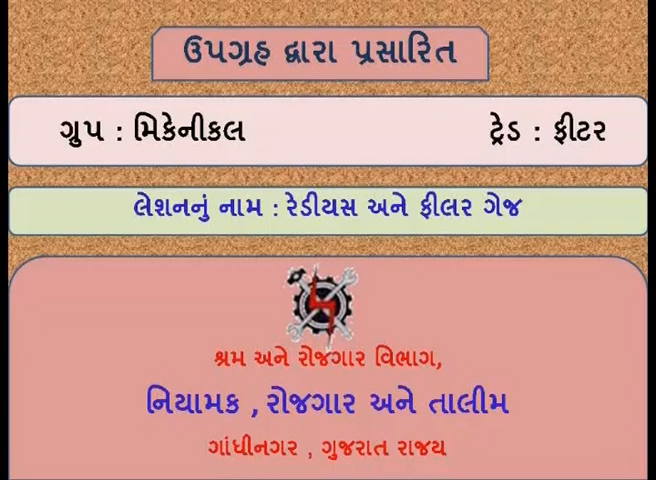 ઉપગ્રહ દ્વારા પ્રસારિત
ગ્રુપ : મિકેનીકલ ટ્રેડ : ફીટર
લેશનનું નામ : રેડીયસ અને ફીલર ગેજ
શ્રમ અને રોજગાર વિભાગ,
નિયામક , રોજગાર અને તાલીમ
ગાંધીનગર , ગુજરાત રાજય